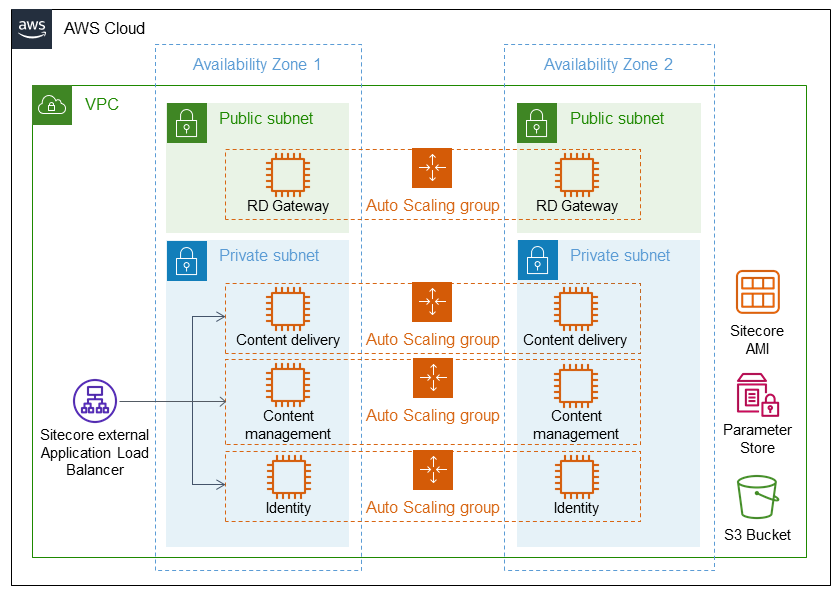 aws
AWS Cloud
Availability Zone 1
Availability Zone 2
VPC
Public subnet
Public subnet
RD Gateway
Auto Scaling group
RD Gateway
Private subnet
Private subnet
Content delivery
Auto Scaling group
Content delivery
Content
management
Auto Scaling group
Content
management
Identity
Auto Scaling group
Identity
Sitecore external
Application Load
Balancer
Sitecore
AMI
Parameter
Store
S3 Bucket